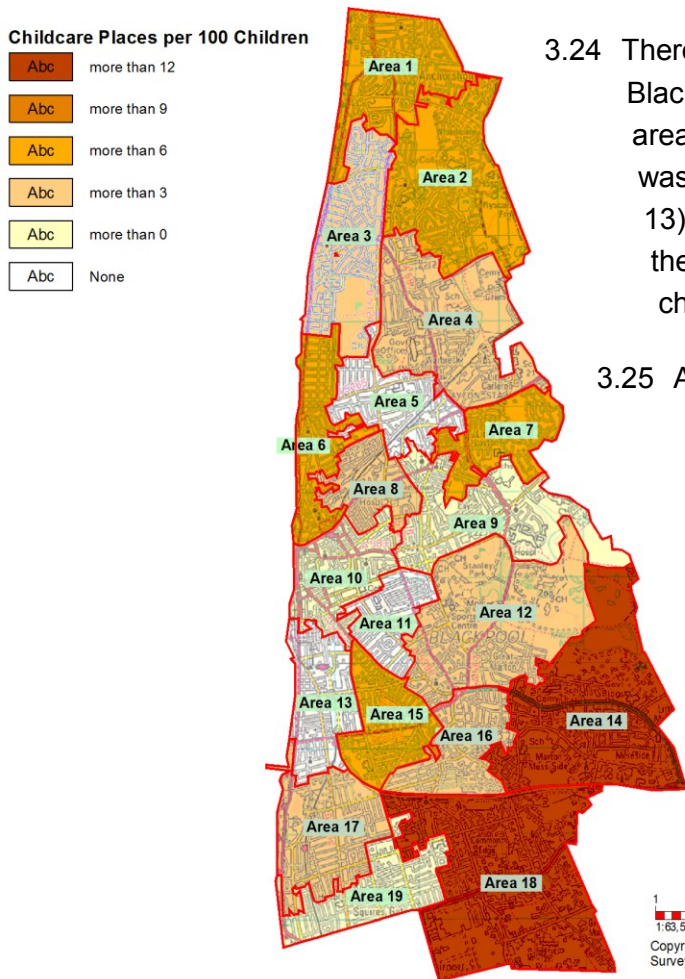 Childcare Places per 100 Children
Abc more than 12
Abc more than 9
Abc more than 6
Abc more than 3
Abc more than 0
Abc None
3.24 There
Blac
area
was
13)
the
ch
3.25 A
Area 1
Area 2
Area 3
Area 4
Area 5
Area 6
Area 7
Area 8
Area 9
Area 10
Area 11
Area 12
BLACKPOOL
Area 13
Area 14
Area 15
Area 16
Area 17
Area 18
Area 19
1
1:63,5
Copyr
Surve